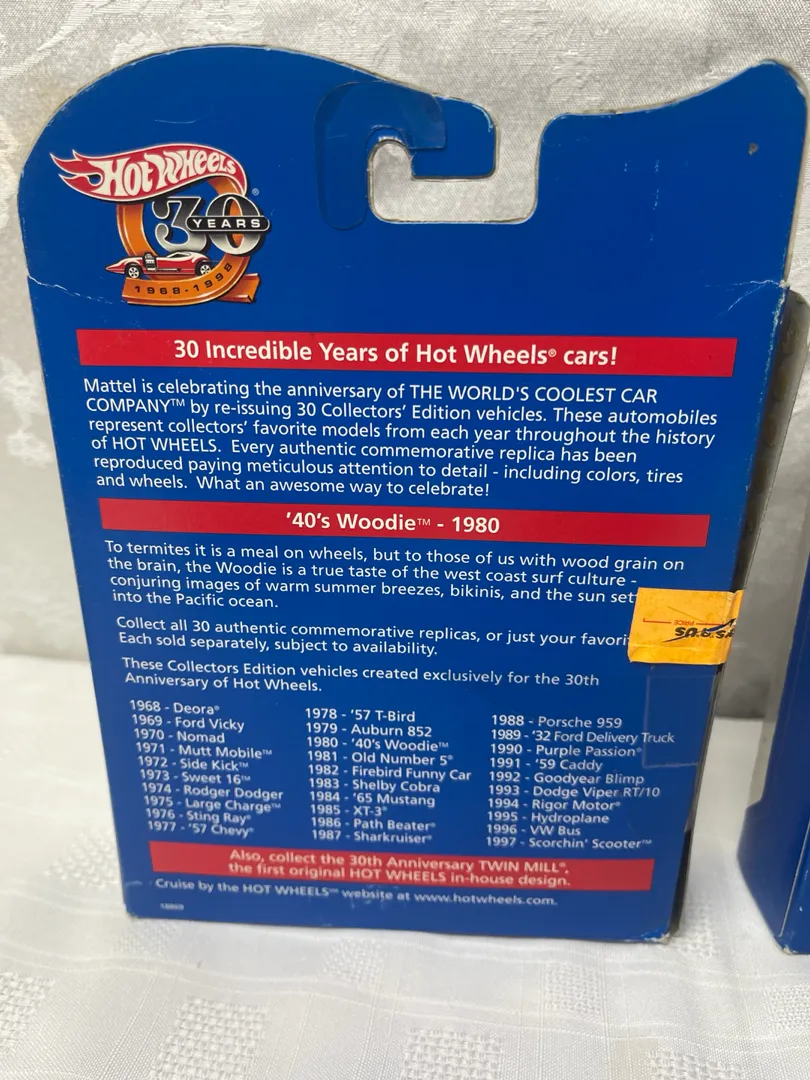 HOT WHEELS®
30
YEARS
1968-1998
30 Incredible Years of Hot Wheels® cars!
Mattel is celebrating the anniversary of THE WORLD'S COOLEST CAR
COMPANY™ by re-issuing 30 Collectors' Edition vehicles. These automobiles
represent collectors' favorite models from each year throughout the history
of HOT WHEELS. Every authentic commemorative replica has been
reproduced paying meticulous attention to detail - including colors, tires
and wheels. What an awesome way to celebrate!
'40's Woodie™ - 1980
To termites it is a meal on wheels, but to those of us with wood grain on
the brain, the Woodie is a true taste of the west coast surf culture -
conjuring images of warm summer breezes, bikinis, and the sun set
into the Pacific ocean.
Collect all 30 authentic commemorative replicas, or just your favori
Each sold separately, subject to availability.
PRICE
These Collectors Edition vehicles created exclusively for the 30th
Anniversary of Hot Wheels.
1968 - Deora®
1969 - Ford Vicky
1970 - Nomad
1971 - Mutt Mobile™
1972 - Side Kick™
1973 - Sweet 16™
1974 - Rodger Dodger
1975 - Large Charge™
1976 - Sting Ray®
1977 - '57 Chevy®
1978 - '57 T-Bird
1979 - Auburn 852
1980 - '40's Woodie™
1981 - Old Number 5®
1982 - Firebird Funny Car
1983 - Shelby Cobra
1984 - '65 Mustang
1985 - XT-3®
1986 - Path Beater®
1987 - Sharkruiser®
1988 - Porsche 959
1989 - '32 Ford Delivery Truck
1990 - Purple Passion®
1991 - '59 Caddy
1992 - Goodyear Blimp
1993 - Dodge Viper RT/10
1994 - Rigor Motor®
1995 - Hydroplane
1996 - VW Bus
1997 - Scorchin' Scooter™
Also, collect the 30th Anniversary TWIN MILL®,
the first original HOT WHEELS in-house design.
Cruise by the HOT WHEELS™ website at www.hotwheels.com.